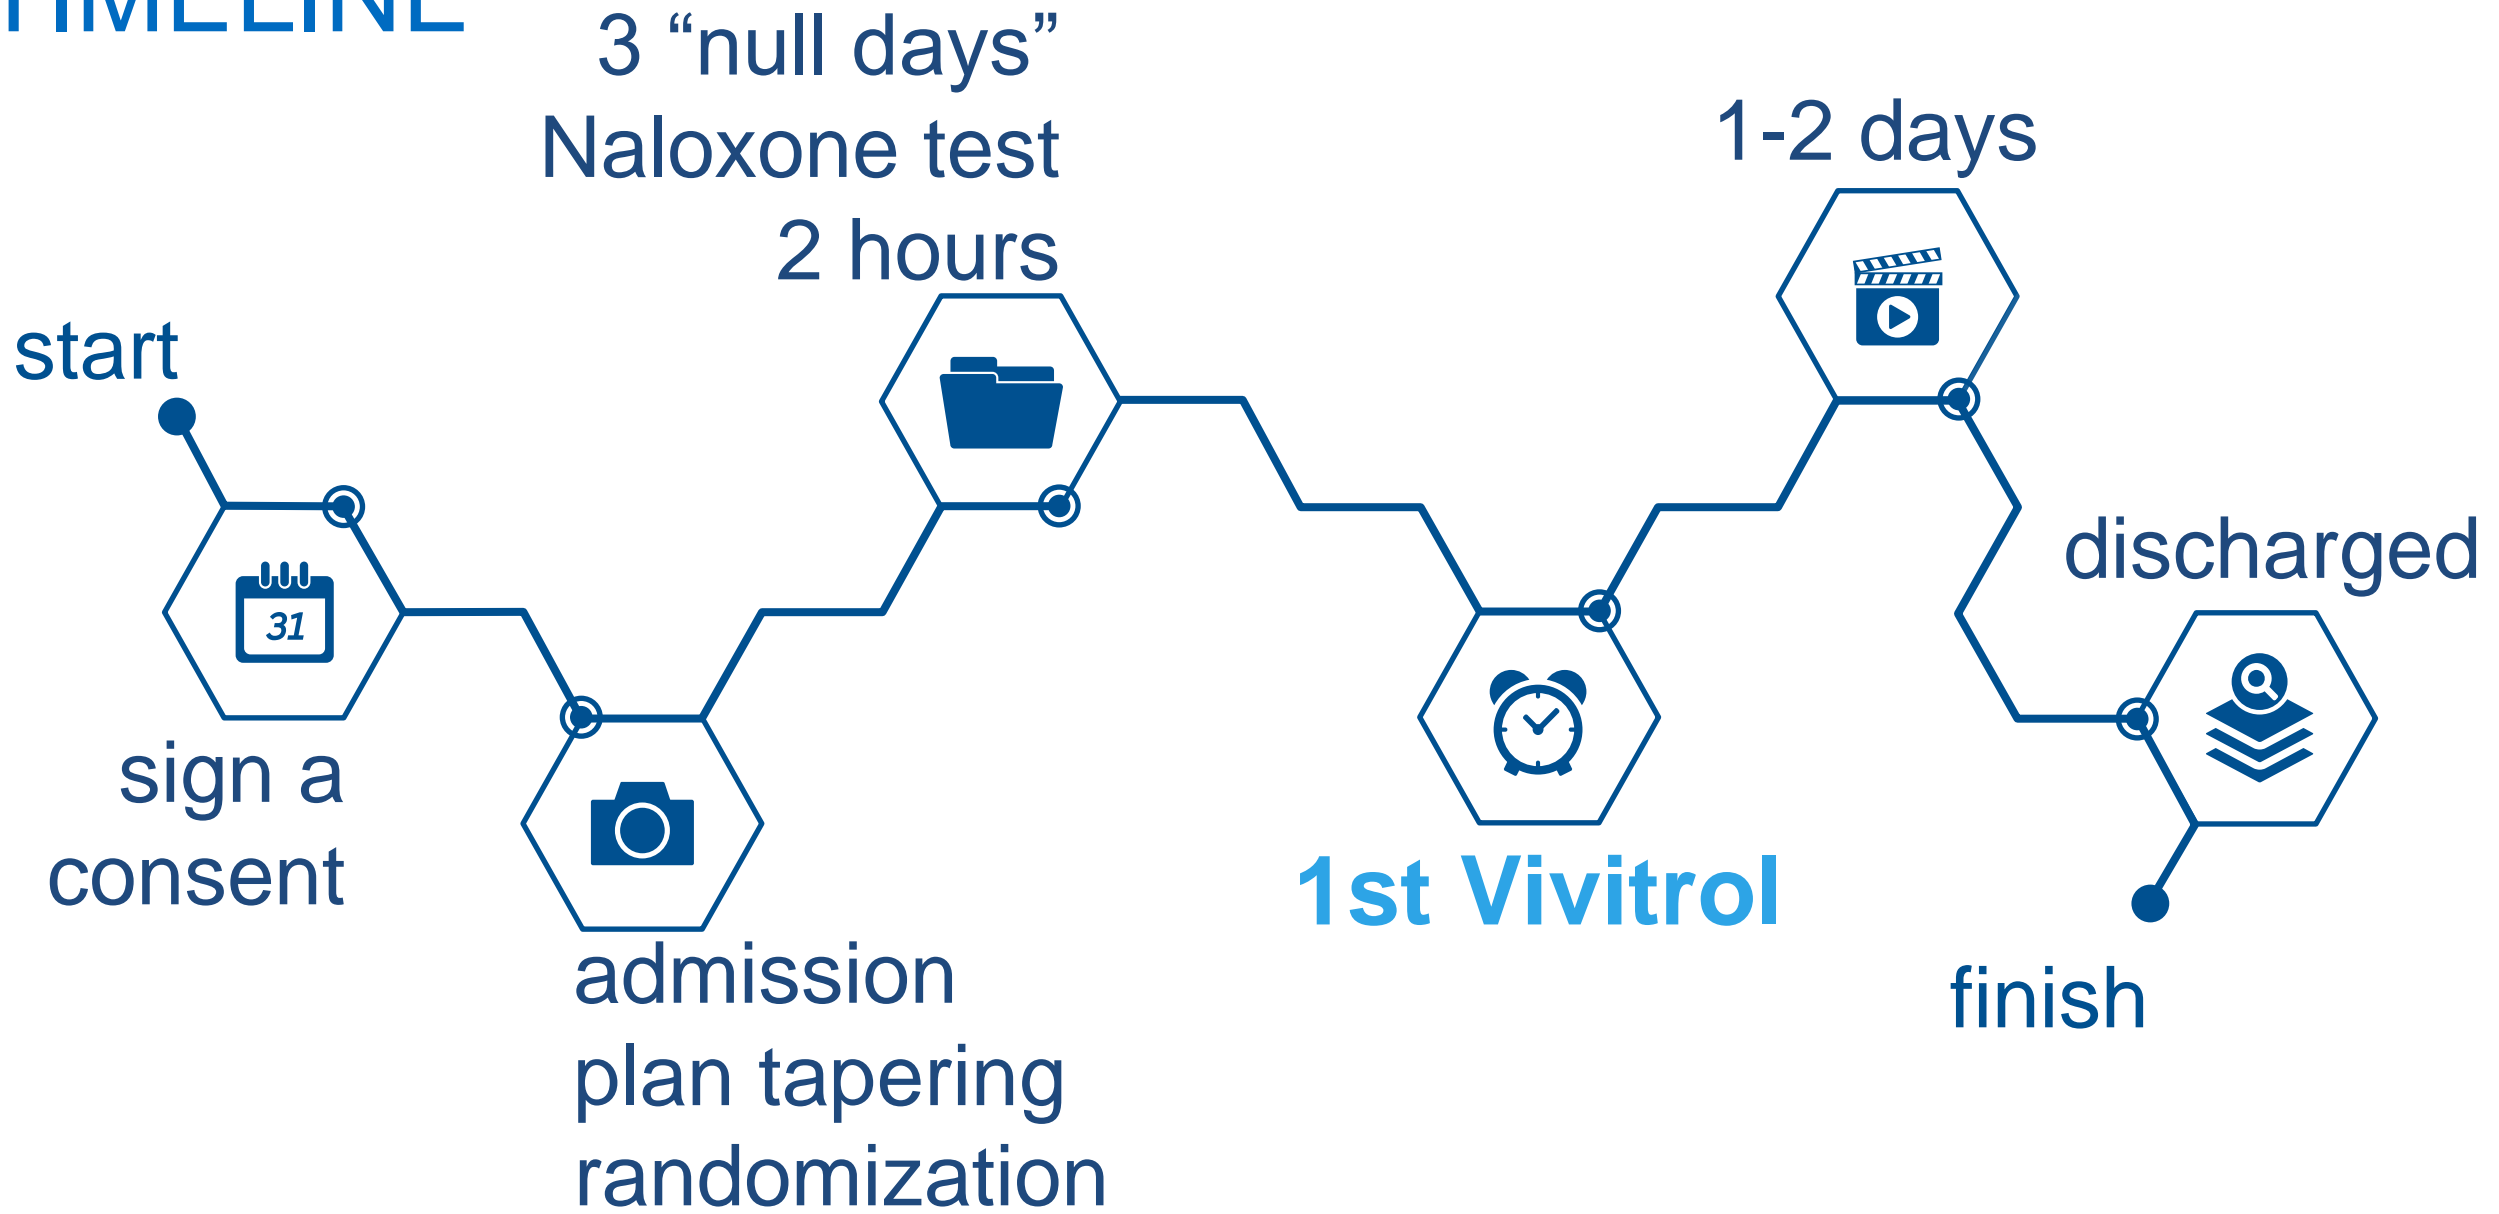 TIMELINE
3 “null days”
Naloxone test
2 hours
1-2 days
start
discharged
31
sign a
consent
1st Vivitrol
admission
plan tapering
randomization
finish